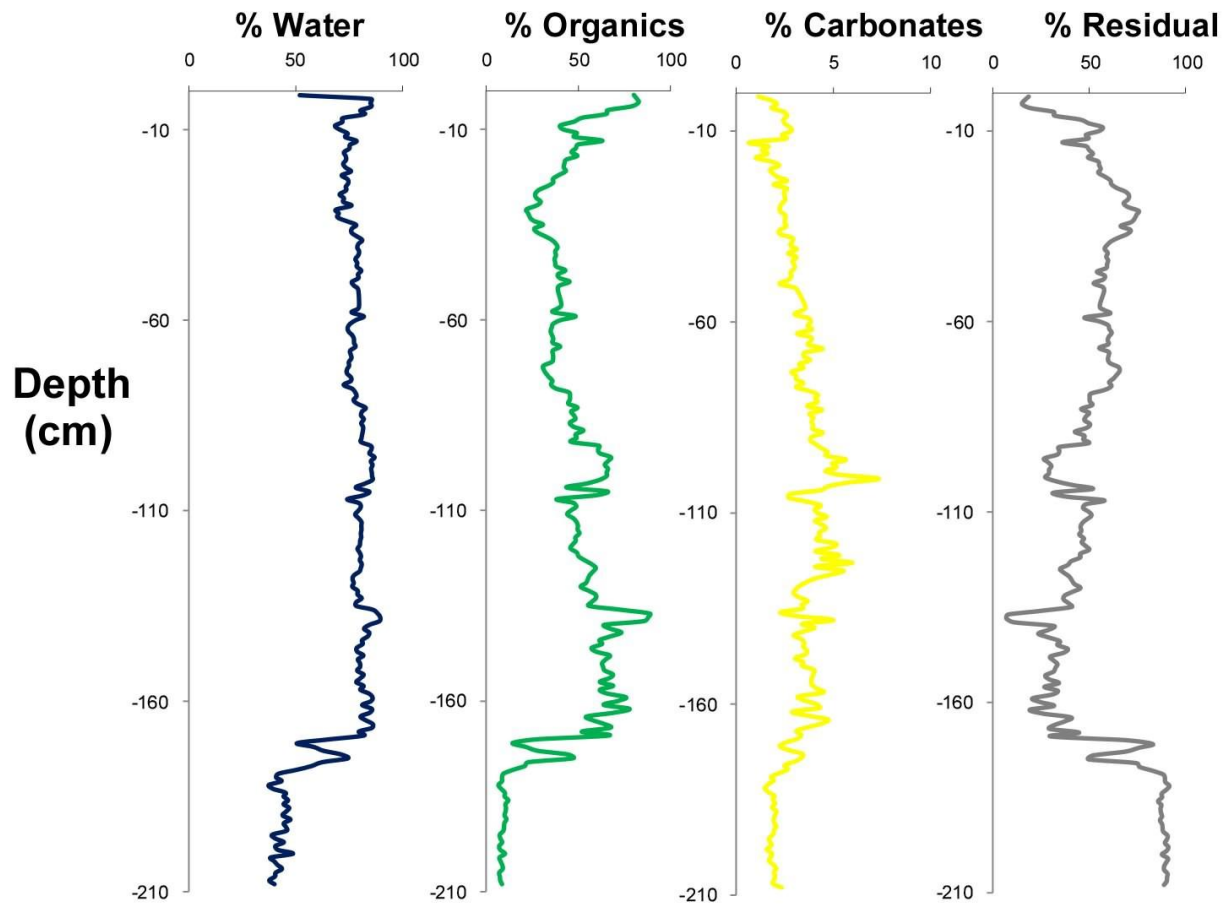 % Water
% Organics
% Carbonates
% Residual
0 50 100
0 50 100
0 5 10
0 50 100
-10 -10 -10 -10
-60 -60 -60 -60
Depth
(cm)
-110 -110 -110 -110
-160 -160 -160 -160
-210 -210 -210 -210